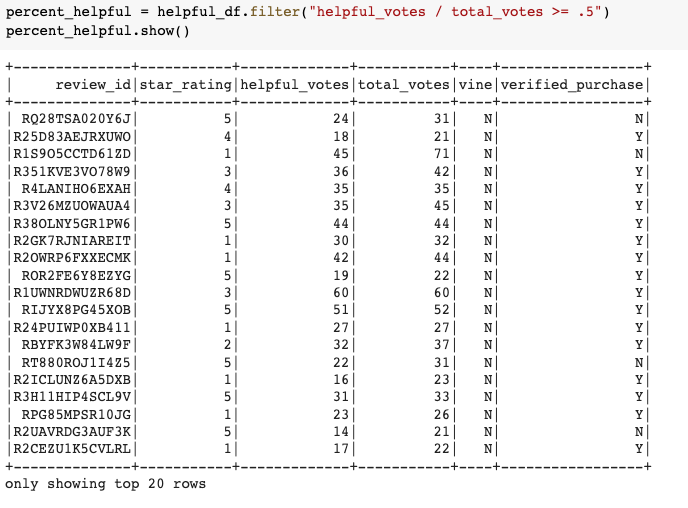 percent_helpful = helpful_df.filter("helpful_votes / total_votes >= .5")
percent_helpful.show()
+--------------+-----------+-------------+-----------+----+-----------------+
|     review_id|star_rating|helpful_votes|total_votes|vine|verified_purchase|
+--------------+-----------+-------------+-----------+----+-----------------+
| RQ28TSA020Y6J|          5|           24|         31|   N|                N|
|R25D83AEJRXUWO|          4|           18|         21|   N|                Y|
|R1S9O5CCTD61ZD|          1|           45|         71|   N|                N|
|R351KVE3VO78W9|          3|           36|         42|   N|                Y|
| R4LANIHO6EXAH|          4|           35|         35|   N|                Y|
|R3V26MZUOWAUA4|          3|           35|         45|   N|                Y|
|R38OLNY5GR1PW6|          5|           44|         44|   N|                Y|
|R2GK7RJNIAREIT|          1|           30|         32|   N|                Y|
|R2OWRP6FXXECMK|          1|           42|         44|   N|                Y|
| ROR2FE6Y8EZYG|          5|           19|         22|   N|                Y|
|R1UWNRDWUZR68D|          3|           60|         60|   N|                Y|
| RIJYX8PG45XOB|          5|           51|         52|   N|                Y|
|R24PUIWP0XB411|          1|           27|         27|   N|                Y|
| RBYFK3W84LW9F|          2|           32|         37|   N|                Y|
| RT880ROJ1I4Z5|          5|           22|         31|   N|                N|
|R2ICLUNZ6A5DXB|          1|           16|         23|   N|                Y|
|R3H11HIP4SCL9V|          5|           31|         33|   N|                Y|
| RPG85MPSR10JG|          1|           23|         26|   N|                Y|
|R2UAVRDG3AUF3K|          5|           14|         21|   N|                N|
|R2CEZU1K5CVLRL|          1|           17|         22|   N|                Y|
+--------------+-----------+-------------+-----------+----+-----------------+
only showing top 20 rows